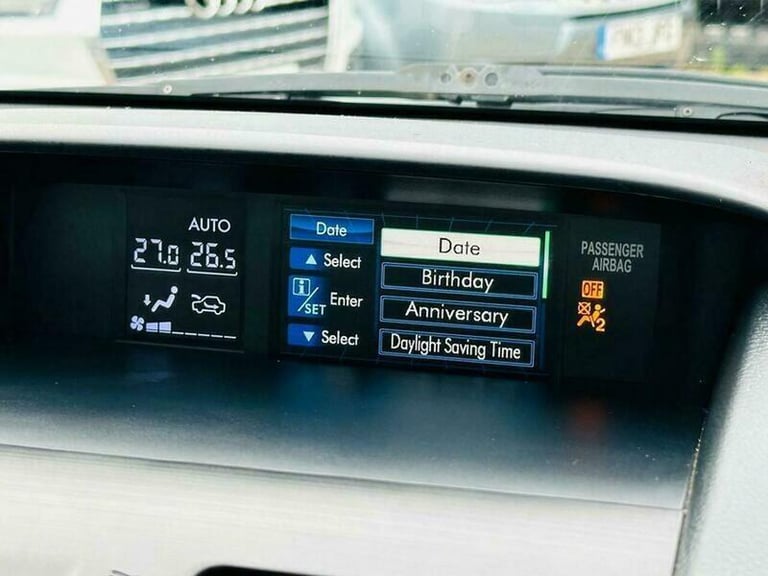 AUTO
27.0 26.5
Date
Select
i/SET Enter
Select
Date
Birthday
Anniversary
Daylight Saving Time
PASSENGER
AIRBAG
OFF
2